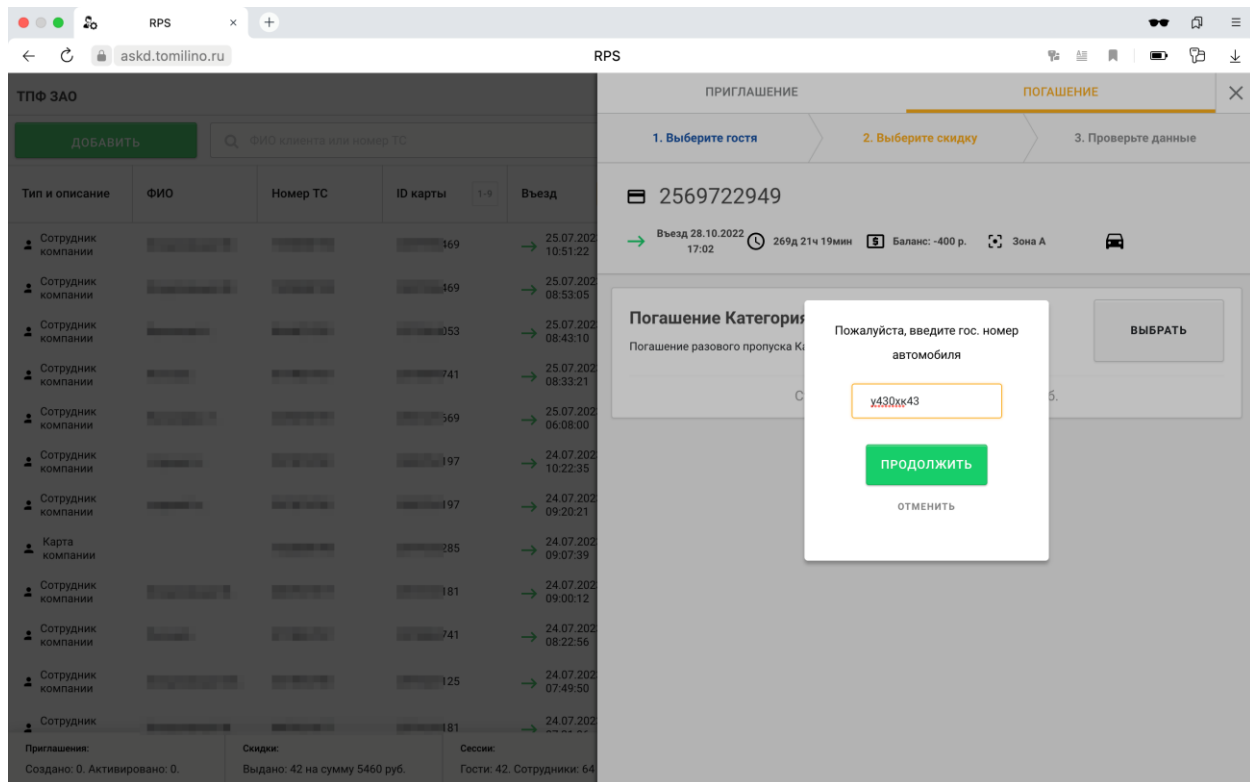 RPS
askd.tomilino.ru
RPS
ТПФ ЗАО
ПРИГЛАШЕНИЕ
ПОГАШЕНИЕ
ДОБАВИТЬ
ФИО клиента или номер ТС
1. Выберите гостя
2. Выберите скидку
3. Проверьте данные
Тип и описание ФИО Номер ТС ID карты 1-9 Въезд
2569722949
Въезд 28.10.2022
17:02
269д 21ч 19мин
Баланс: -400 р.
Зона А
Погашение Категория
Погашение разового пропуска Ка
ВЫБРАТЬ
С
б.
Пожалуйста, введите гос. номер
автомобиля
у430хк43
ПРОДОЛЖИТЬ
ОТМЕНИТЬ
Сотрудник
компании
469
25.07.202
10:51:22
Сотрудник
компании
469
25.07.202
08:53:05
Сотрудник
компании
053
25.07.202
08:43:10
Сотрудник
компании
741
25.07.202
08:33:21
Сотрудник
компании
569
25.07.202
06:08:00
Сотрудник
компании
197
24.07.202
10:22:35
Сотрудник
компании
197
24.07.202
09:20:21
Карта
компании
285
24.07.202
09:07:39
Сотрудник
компании
181
24.07.202
09:00:12
Сотрудник
компании
741
24.07.202
08:22:56
Сотрудник
компании
125
24.07.202
07:49:50
Сотрудник
181
24.07.202
Приглашения:
Создано: 0. Активировано: 0.
Скидки:
Выдано: 42 на сумму 5460 руб.
Сессии:
Гости: 42. Сотрудники: 64